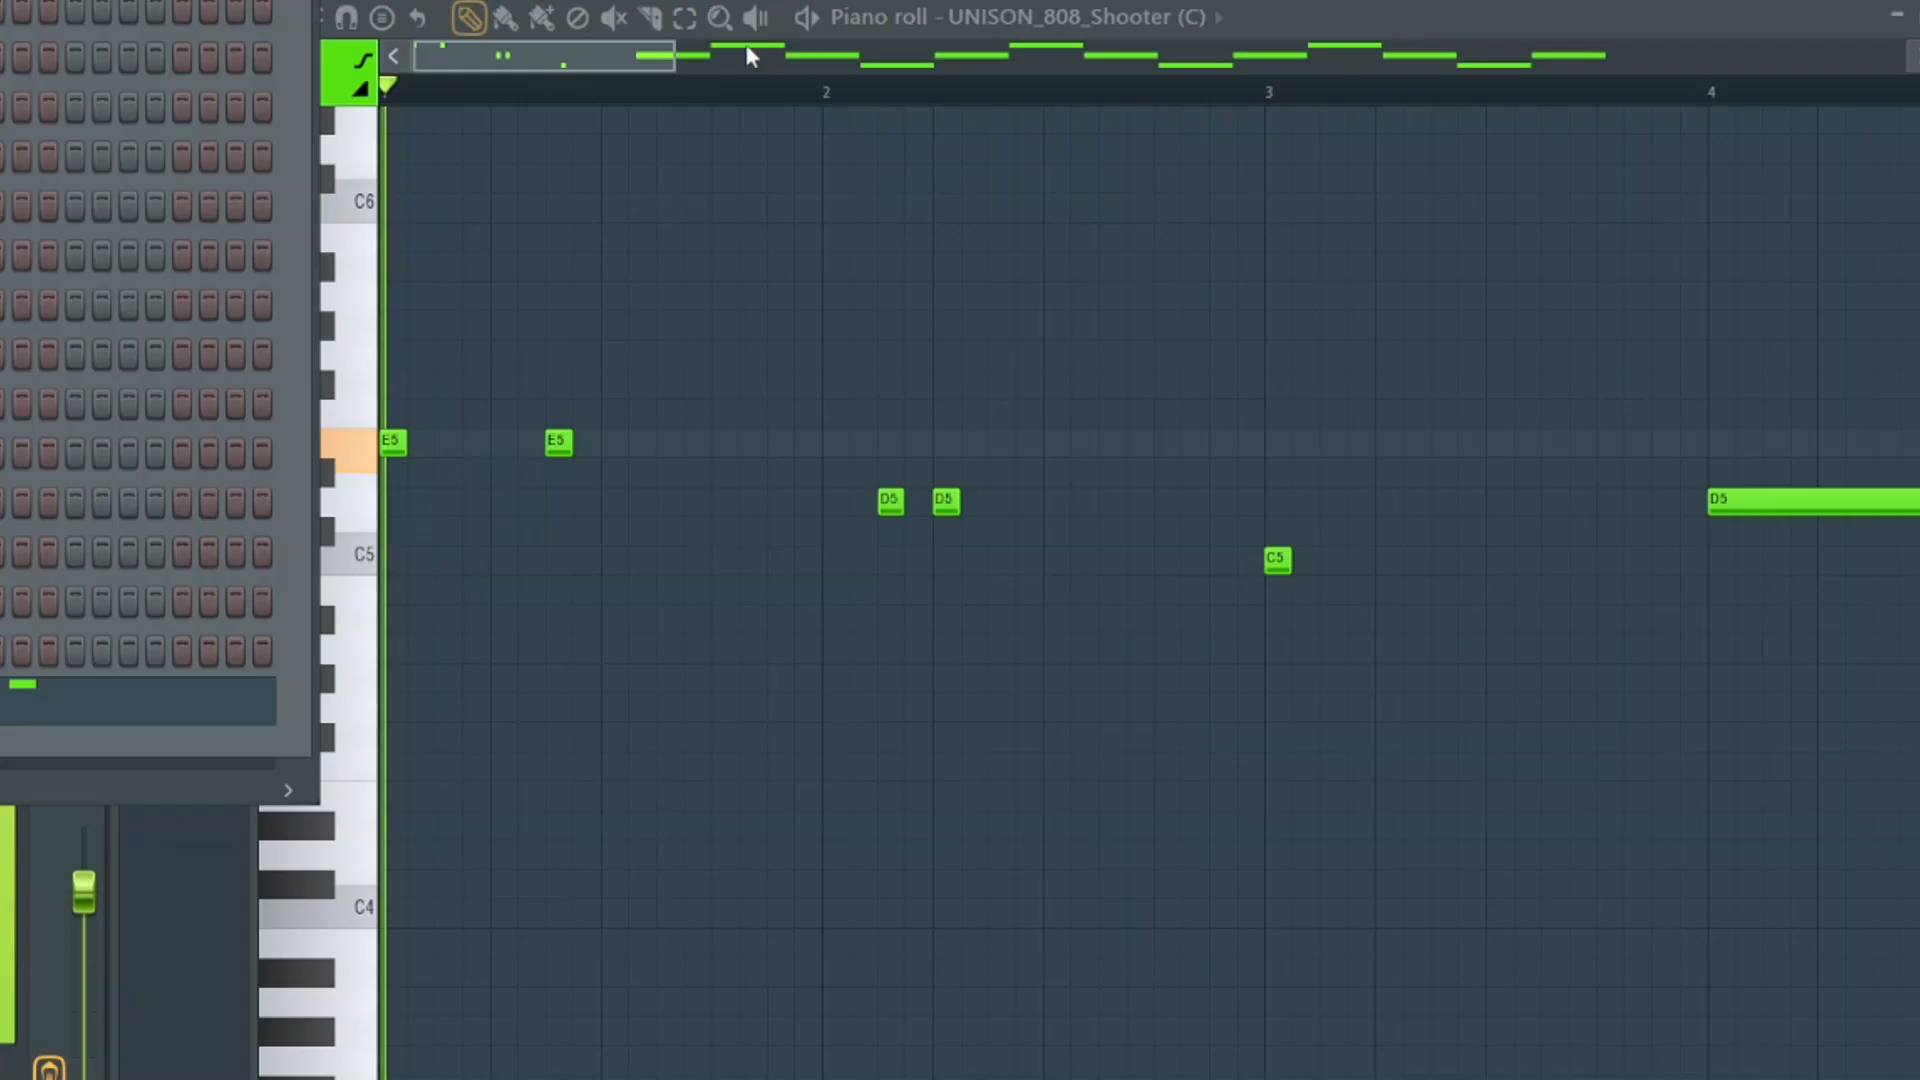 Piano roll - UNISON_808_Shooter (C)
2 3 4
C6
E5 E5
D5 D5 D5
C5
C5
C4